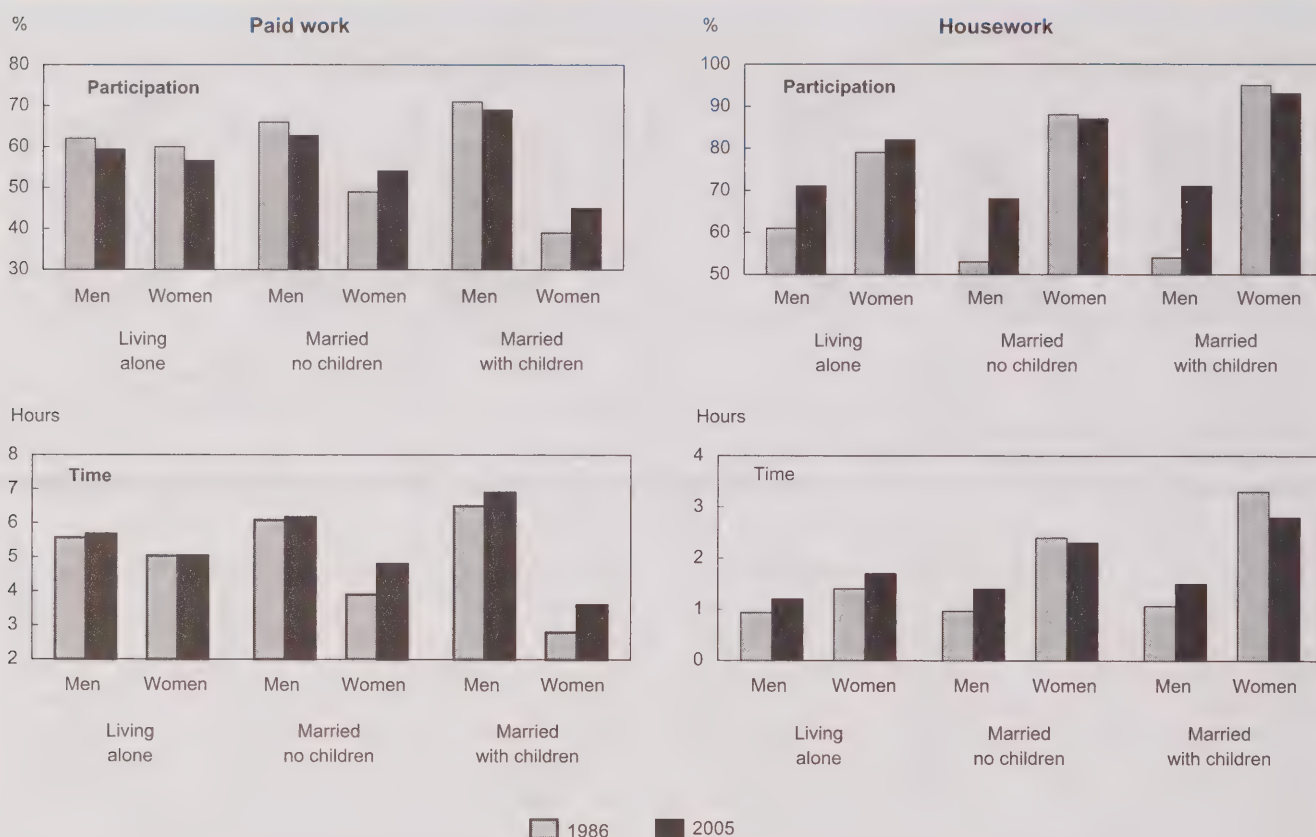 %
Paid work
80
Participation
70
60
50
40
30
Men Women Men Women Men Women
Living alone
Married no children
Married with children
%
Housework
100
Participation
90
80
70
60
50
Men Women Men Women Men Women
Living alone
Married no children
Married with children
Hours
8
Time
7
6
5
4
3
2
Men Women Men Women Men Women
Living alone
Married no children
Married with children
Hours
4
Time
3
2
1
0
Men Women Men Women Men Women
Living alone
Married no children
Married with children
1986 2005